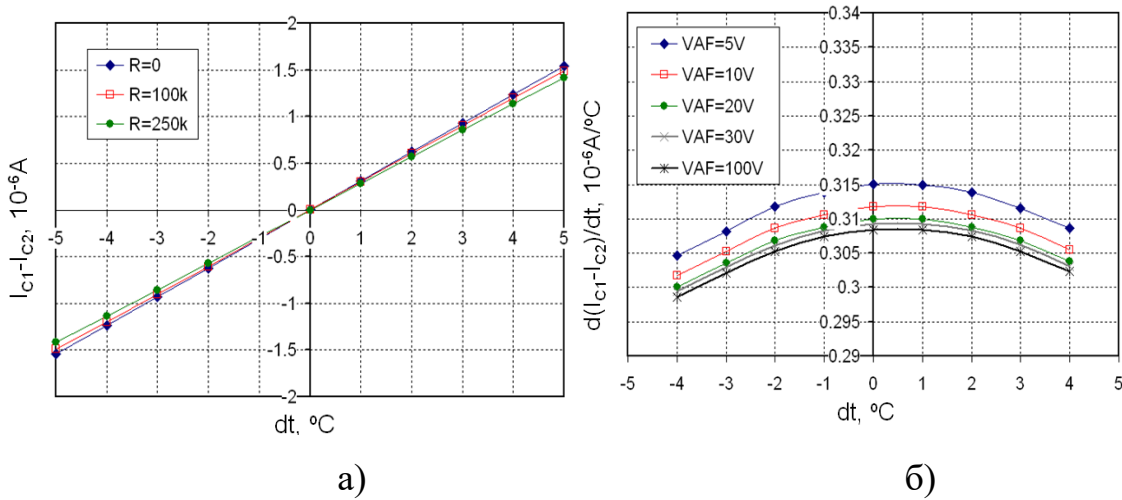 2
1.5
1
0.5
0
-0.5
-1
-1.5
-2
-5 -4 -3 -2 -1 0 1 2 3 4 5
R=0
R=100k
R=250k
I_C1-I_C2, 10⁻⁶A
dt, ºC
а)
0.34
0.335
0.33
0.325
0.32
0.315
0.31
0.305
0.3
0.295
0.29
-5 -4 -3 -2 -1 0 1 2 3 4 5
VAF=5V
VAF=10V
VAF=20V
VAF=30V
VAF=100V
d(I_C1-I_C2)/dt, 10⁻⁶A/ºC
dt, ºC
б)